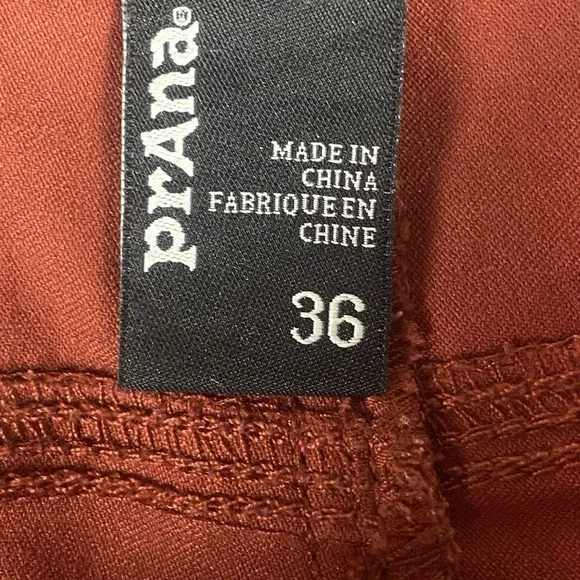 prAna®
MADE IN
CHINA
FABRIQUE EN
CHINE
36